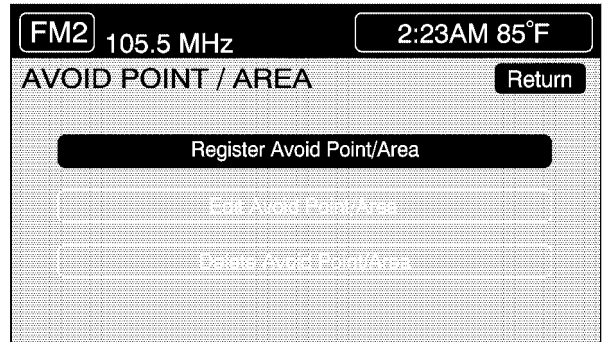 FM2 105.5 MHz 2:23AM 85°F
AVOID POINT / AREA Return
Register Avoid Point/Area
Edit Avoid Point/Area
Delete Avoid Point/Area